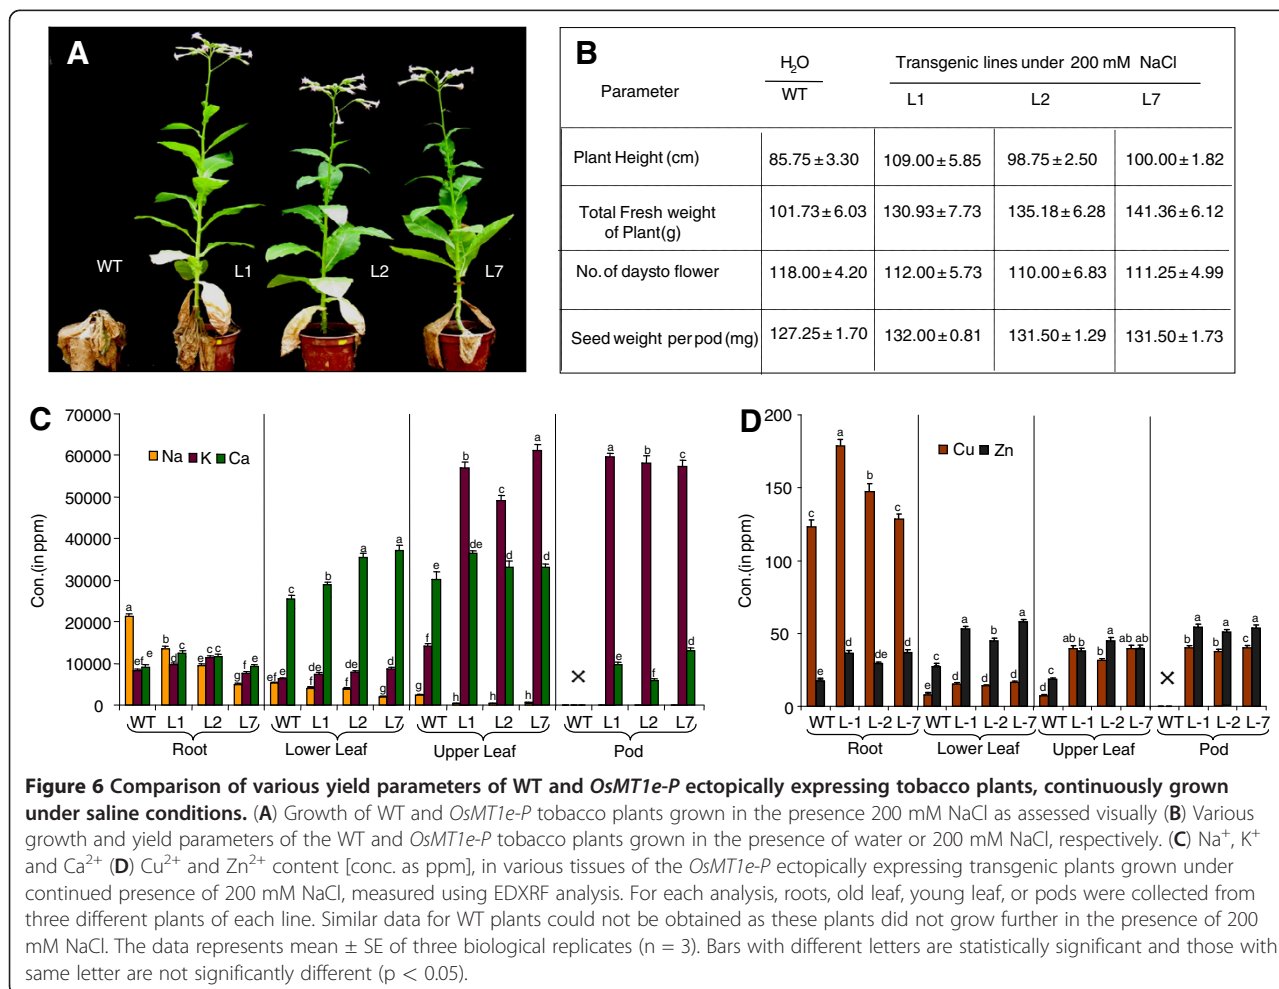 A
WT
L1
L2
L7
B
Parameter
H2O
WT
Transgenic lines under 200 mM NaCl
L1 L2 L7
Plant Height (cm) 85.75±3.30 109.00±5.85 98.75±2.50 100.00±1.82
Total Fresh weight
of Plant(g) 101.73±6.03 130.93±7.73 135.18±6.28 141.36±6.12
No. of daysto flower 118.00±4.20 112.00±5.73 110.00±6.83 111.25±4.99
Seed weight per pod (mg) 127.25±1.70 132.00±0.81 131.50±1.29 131.50±1.73
C
Con.(in ppm)
70000
60000
50000
40000
30000
20000
10000
0
Na K Ca
a ef e b d c e c c g f e
e f c de f b f f a g d a
g f e h b de h c d h a d
× a e b f c d
WT L1 L2 L7 WT L1 L2 L7 WT L1 L2 L7 WT L1 L2 L7
Root Lower Leaf Upper Leaf Pod
D
Con.(in ppm)
200
150
100
50
0
Cu Zn
c f a d b de c d
e c d a d b d a
d c ab b c a ab ab
× b a b a c a
WT L-1 L-2 L-7 WT L-1 L-2 L-7 WT L-1 L-2 L-7 WT L-1 L-2 L-7
Root Lower Leaf Upper Leaf Pod
Figure 6 Comparison of various yield parameters of WT and OsMT1e-P ectopically expressing tobacco plants, continuously grown
under saline conditions. (A) Growth of WT and OsMT1e-P tobacco plants grown in the presence 200 mM NaCl as assessed visually (B) Various
growth and yield parameters of the WT and OsMT1e-P tobacco plants grown in the presence of water or 200 mM NaCl, respectively. (C) Na+, K+
and Ca2+ (D) Cu2+ and Zn2+ content [conc. as ppm], in various tissues of the OsMT1e-P ectopically expressing transgenic plants grown under
continued presence of 200 mM NaCl, measured using EDXRF analysis. For each analysis, roots, old leaf, young leaf, or pods were collected from
three different plants of each line. Similar data for WT plants could not be obtained as these plants did not grow further in the presence of 200
mM NaCl. The data represents mean ± SE of three biological replicates (n = 3). Bars with different letters are statistically significant and those with
same letter are not significantly different (p < 0.05).